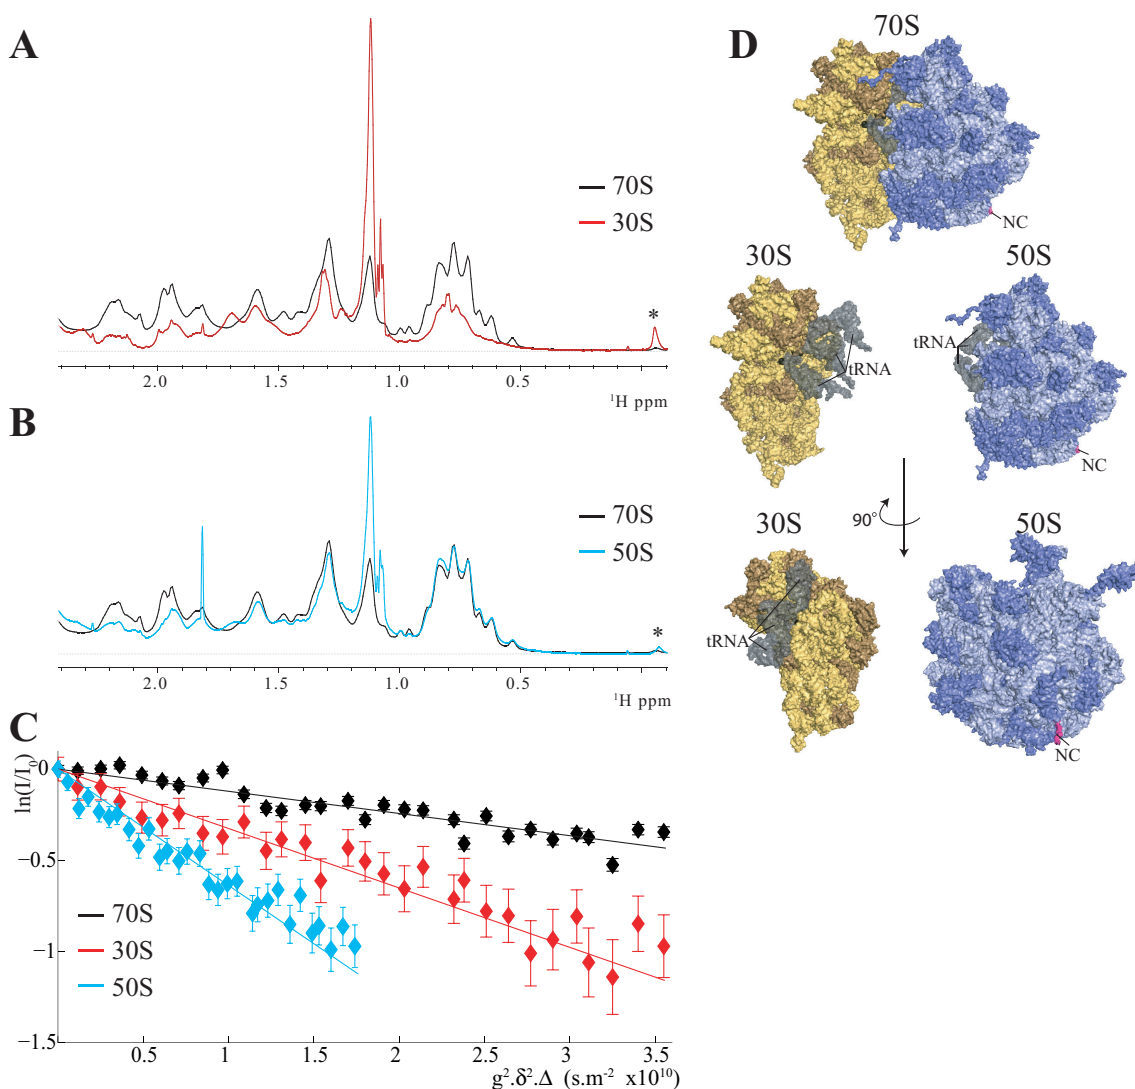 A
70S
30S
*
2.0 1.5 1.0 0.5
¹H ppm
B
70S
50S
*
2.0 1.5 1.0 0.5
¹H ppm
C
ln(I/I₀)
0
−0.5
−1
−1.5
70S
30S
50S
0.5 1 1.5 2 2.5 3 3.5
g².δ².Δ (s.m⁻² x10¹⁰)
D
70S
NC
30S
50S
tRNA
tRNA
NC
90°
30S
50S
tRNA
NC